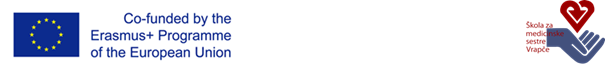 Co-funded by the
Erasmus+ Programme
of the European Union
Škola za
medicinske
sestre
Vrapče